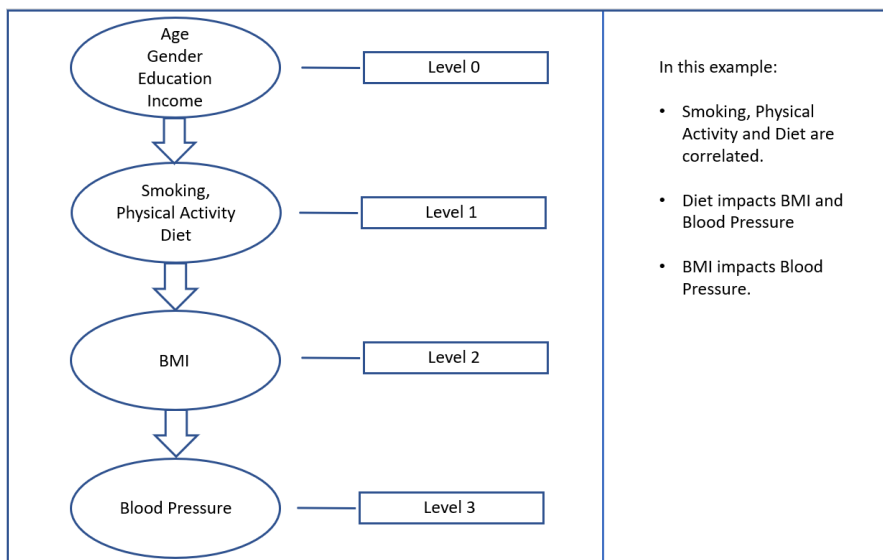 Age
Gender
Education
Income
Level 0
Smoking,
Physical Activity
Diet
Level 1
BMI
Level 2
Blood Pressure
Level 3
In this example:
• Smoking, Physical
Activity and Diet are
correlated.
• Diet impacts BMI and
Blood Pressure
• BMI impacts Blood
Pressure.